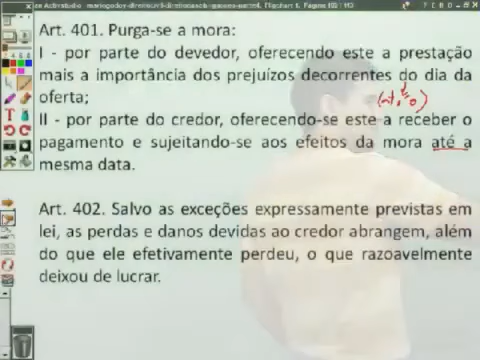 Art. 401. Purga-se a mora:
I - por parte do devedor, oferecendo este a prestação
mais a importância dos prejuízos decorrentes do dia da
oferta;
II - por parte do credor, oferecendo-se este a receber o
pagamento e sujeitando-se aos efeitos da mora até a
mesma data.
Art. 402. Salvo as exceções expressamente previstas em
lei, as perdas e danos devidas ao credor abrangem, além
do que ele efetivamente perdeu, o que razoavelmente
deixou de lucrar.